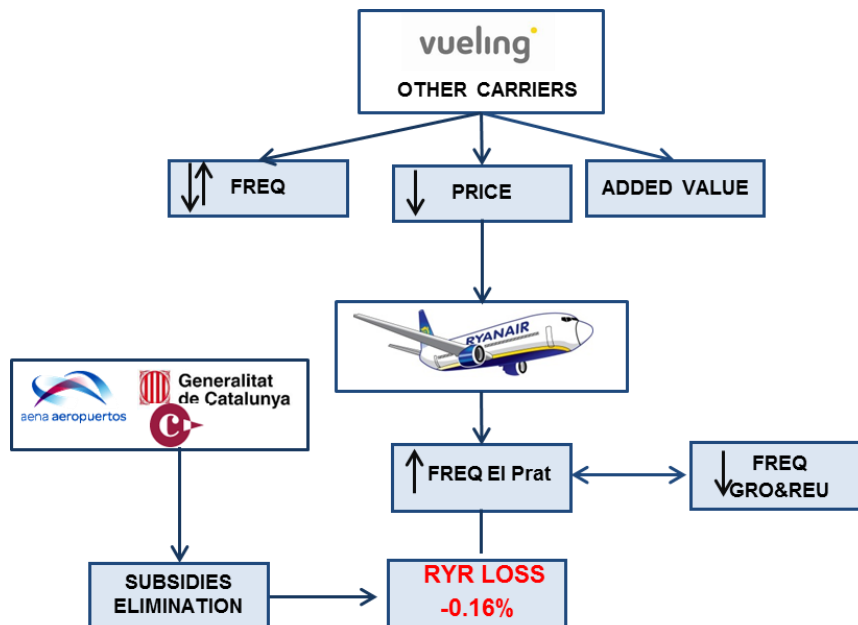 vueling
OTHER CARRIERS
FREQ
PRICE
ADDED VALUE
RYANAIR
aena aeropuertos
Generalitat
de Catalunya
C
FREQ El Prat
FREQ
GRO&REU
SUBSIDIES
ELIMINATION
RYR LOSS
-0.16%